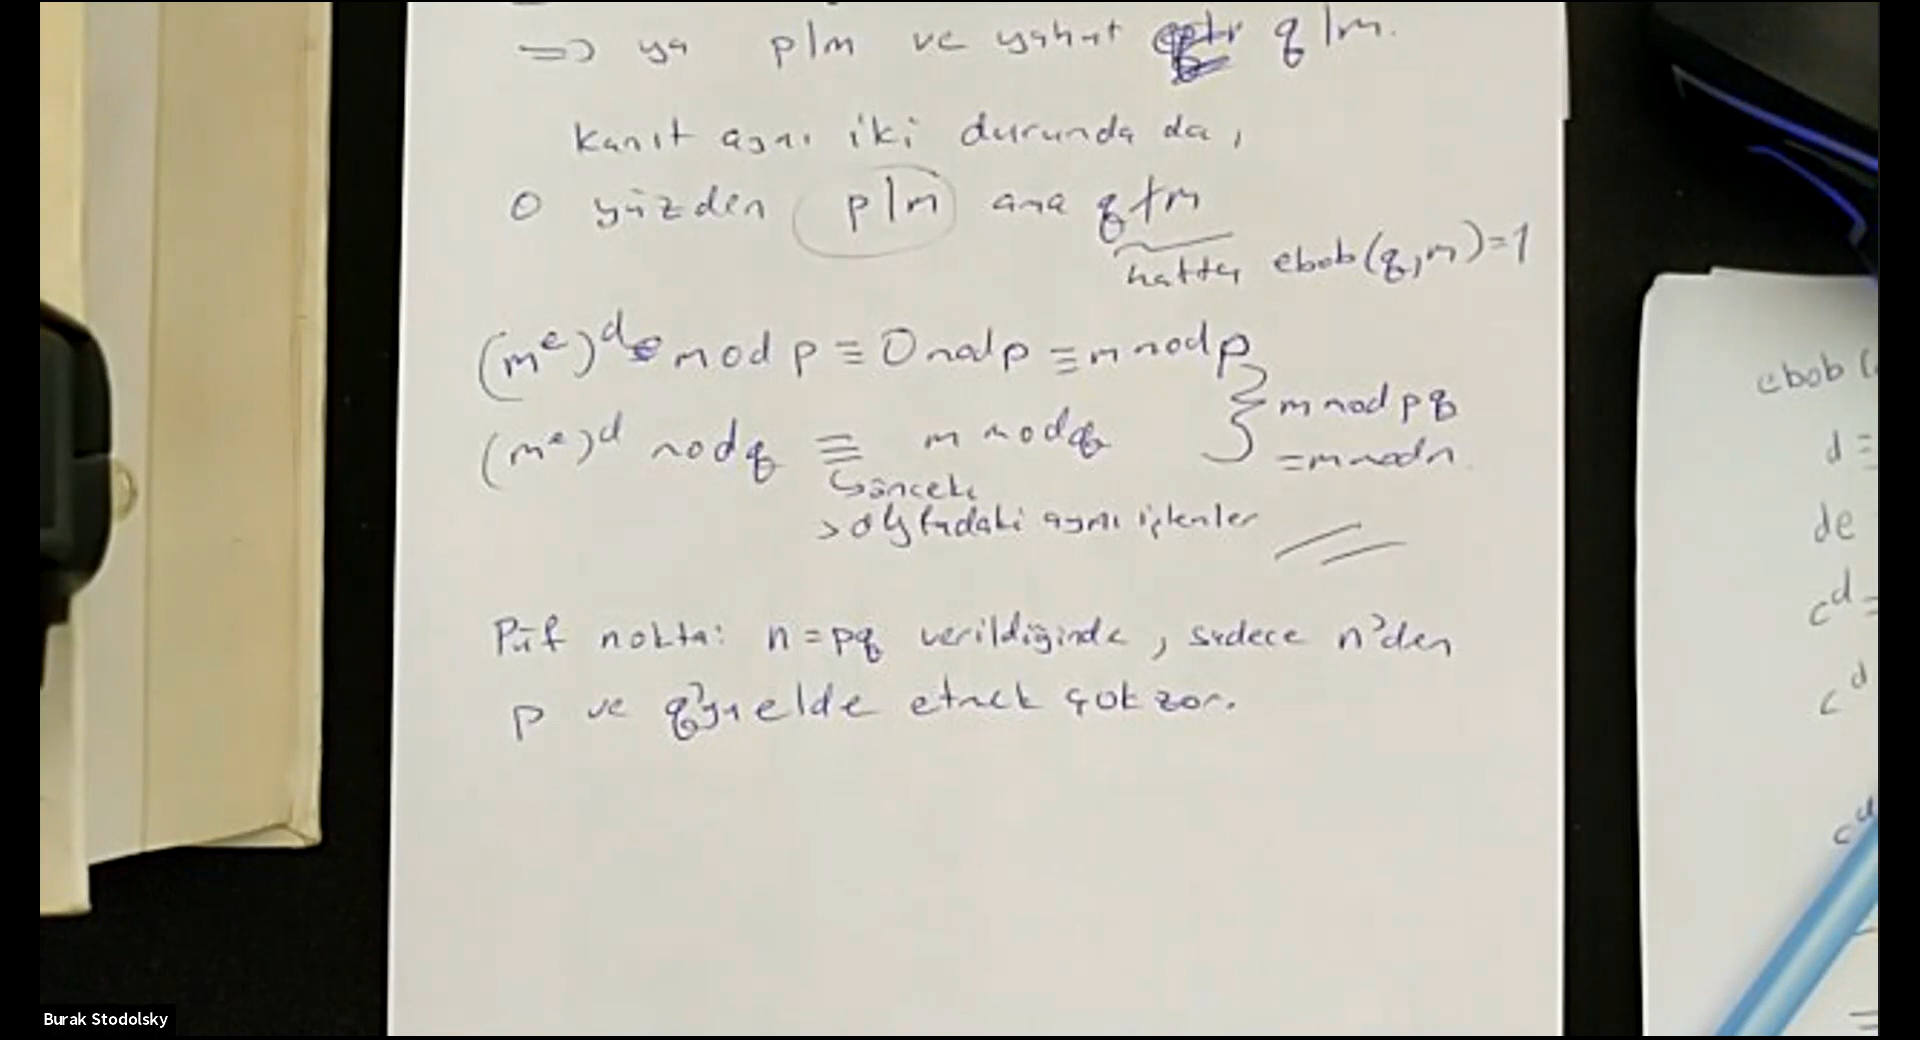 ⇒ ya p|m ve yahut q|m.
kanıt aynı iki durumda da,
O yüzden p|m ama q∤m
hatta ebob(q,m)=1
(m^e)^d mod p ≡ 0 mod p ≡ m mod p
(m^e)^d mod q ≡ m mod q
} m mod pq
= m mod n
↳ önceki
sayfadaki aynı işlemler
Püf nokta: n=pq verildiğinde, sadece n'den
p ve q'yu elde etmek çok zor.
ebob (
d =
de
c^d =
c^d
c^d
Burak Stodolsky